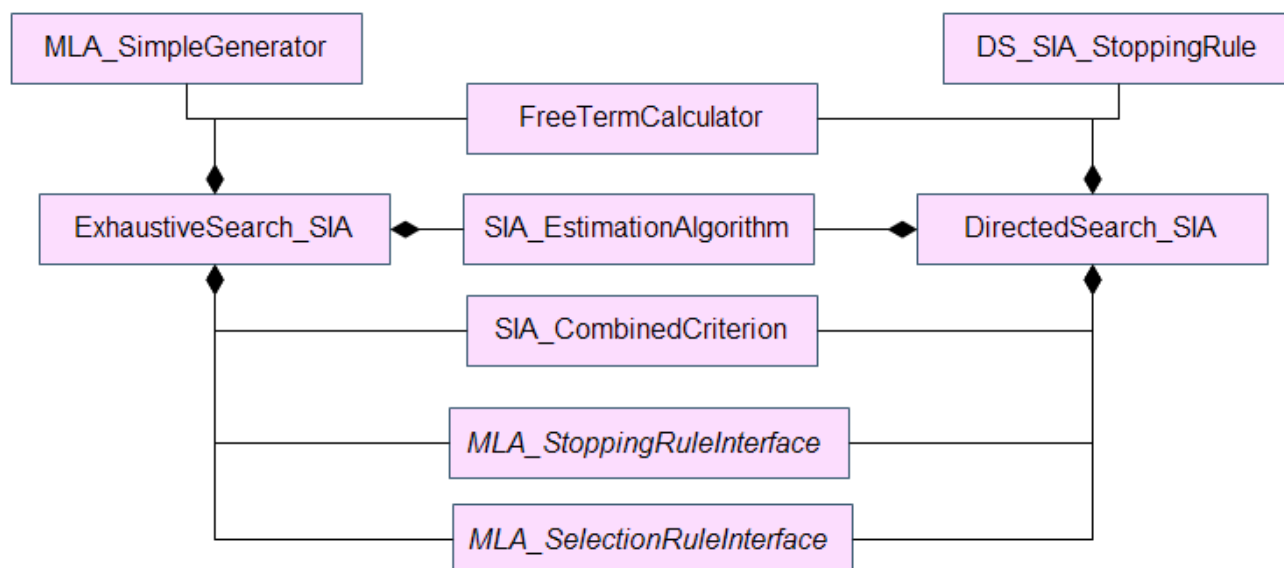 MLA_SimpleGenerator
DS_SIA_StoppingRule
FreeTermCalculator
ExhaustiveSearch_SIA
SIA_EstimationAlgorithm
DirectedSearch_SIA
SIA_CombinedCriterion
MLA_StoppingRuleInterface
MLA_SelectionRuleInterface